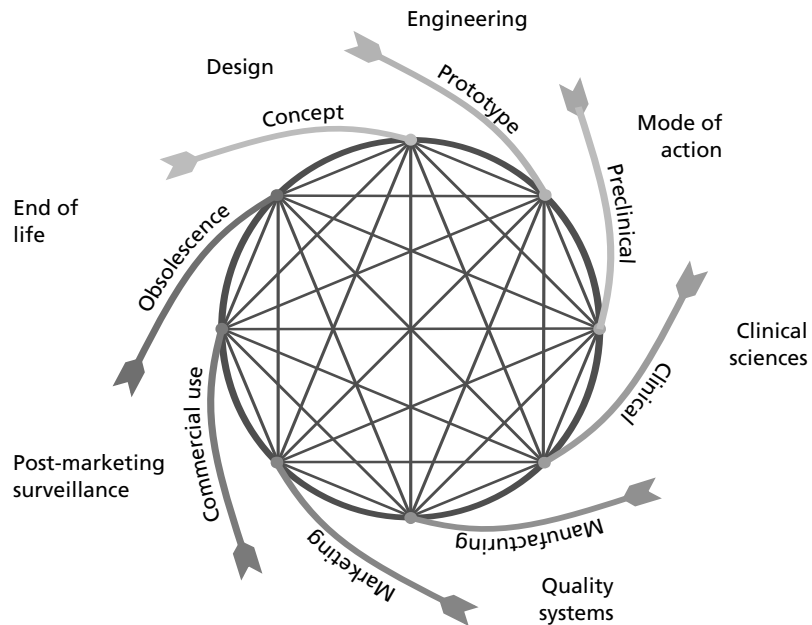 Engineering
Design
Prototype
Concept
Mode of
action
Preclinical
End of
life
Obsolescence
Clinical
sciences
Clinical
Commercial use
Post-marketing
surveillance
Manufacturing
Marketing
Quality
systems